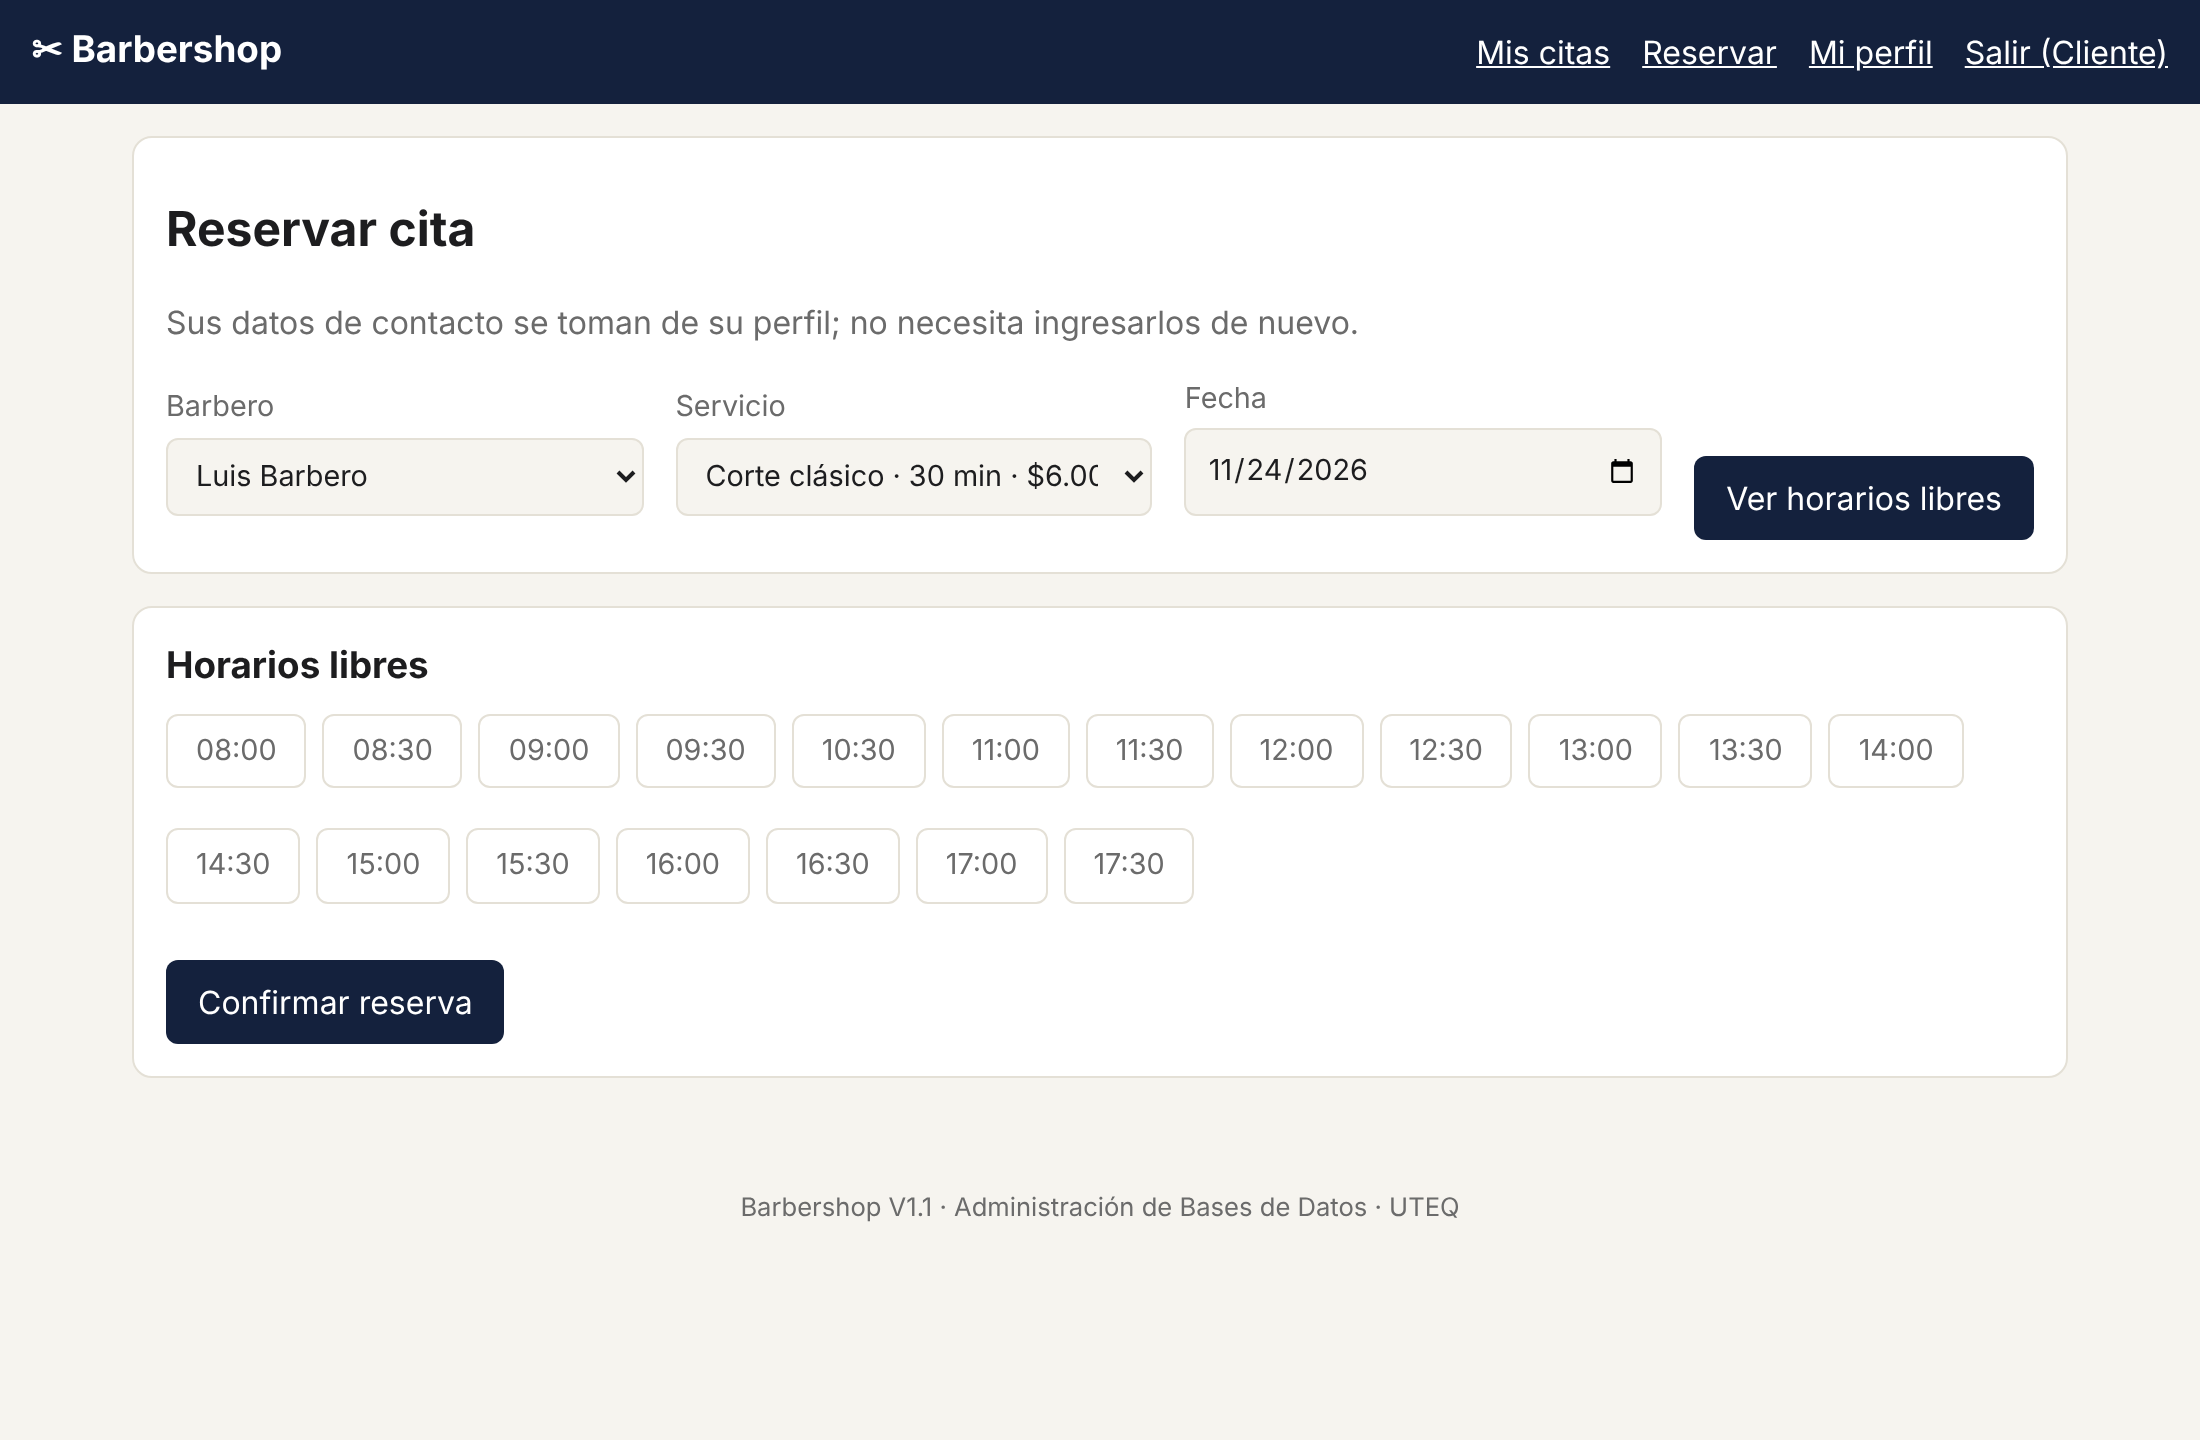 ✂ Barbershop
Mis citas Reservar Mi perfil Salir (Cliente)
Reservar cita
Sus datos de contacto se toman de su perfil; no necesita ingresarlos de nuevo.
Barbero Servicio Fecha
Luis Barbero Corte clásico · 30 min · $6.00 11/24/2026 Ver horarios libres
Horarios libres
08:00 08:30 09:00 09:30 10:30 11:00 11:30 12:00 12:30 13:00 13:30 14:00
14:30 15:00 15:30 16:00 16:30 17:00 17:30
Confirmar reserva
Barbershop V1.1 · Administración de Bases de Datos · UTEQ